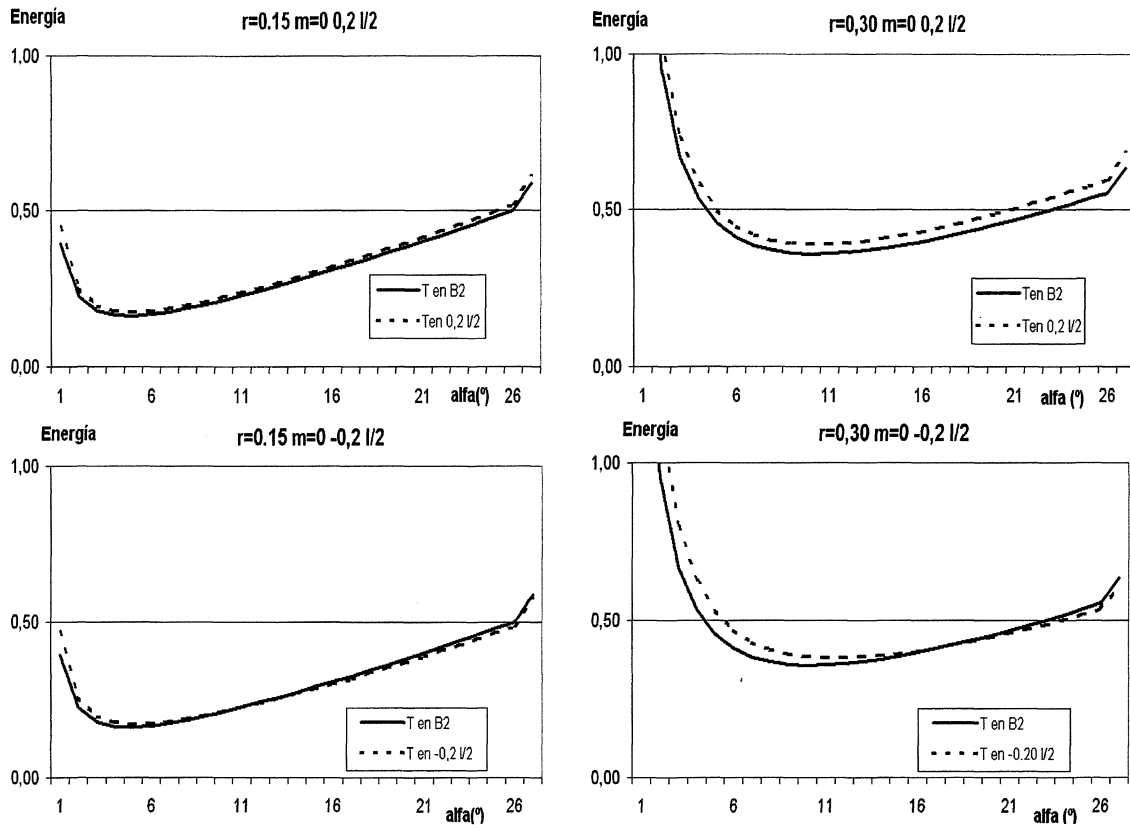 Energía
r=0.15 m=0 0,2 l/2
1,00
0,50
0,00
T en B2
T en 0,2 l/2
1 6 11 16 21 alfa(º) 26
Energía
r=0,30 m=0 0,2 l/2
1,00
0,50
0,00
T en B2
T en 0,2 l/2
1 6 11 16 21 alfa (º) 26
Energía
r=0.15 m=0 -0,2 l/2
1,00
0,50
0,00
T en B2
T en -0,2 l/2
1 6 11 16 21 alfa(º) 26
Energía
r=0,30 m=0 -0,2 l/2
1,00
0,50
0,00
T en B2
T en -0.20 l/2
1 6 11 16 21 alfa (º) 26